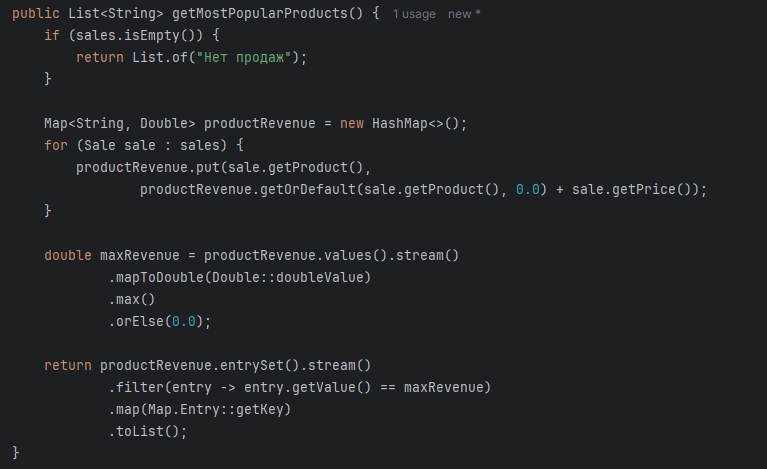 public List<String> getMostPopularProducts() { 1 usage new *
    if (sales.isEmpty()) {
        return List.of("Нет продаж");
    }

    Map<String, Double> productRevenue = new HashMap<>();
    for (Sale sale : sales) {
        productRevenue.put(sale.getProduct(),
                productRevenue.getOrDefault(sale.getProduct(), 0.0) + sale.getPrice());
    }

    double maxRevenue = productRevenue.values().stream()
            .mapToDouble(Double::doubleValue)
            .max()
            .orElse(0.0);

    return productRevenue.entrySet().stream()
            .filter(entry -> entry.getValue() == maxRevenue)
            .map(Map.Entry::getKey)
            .toList();
}